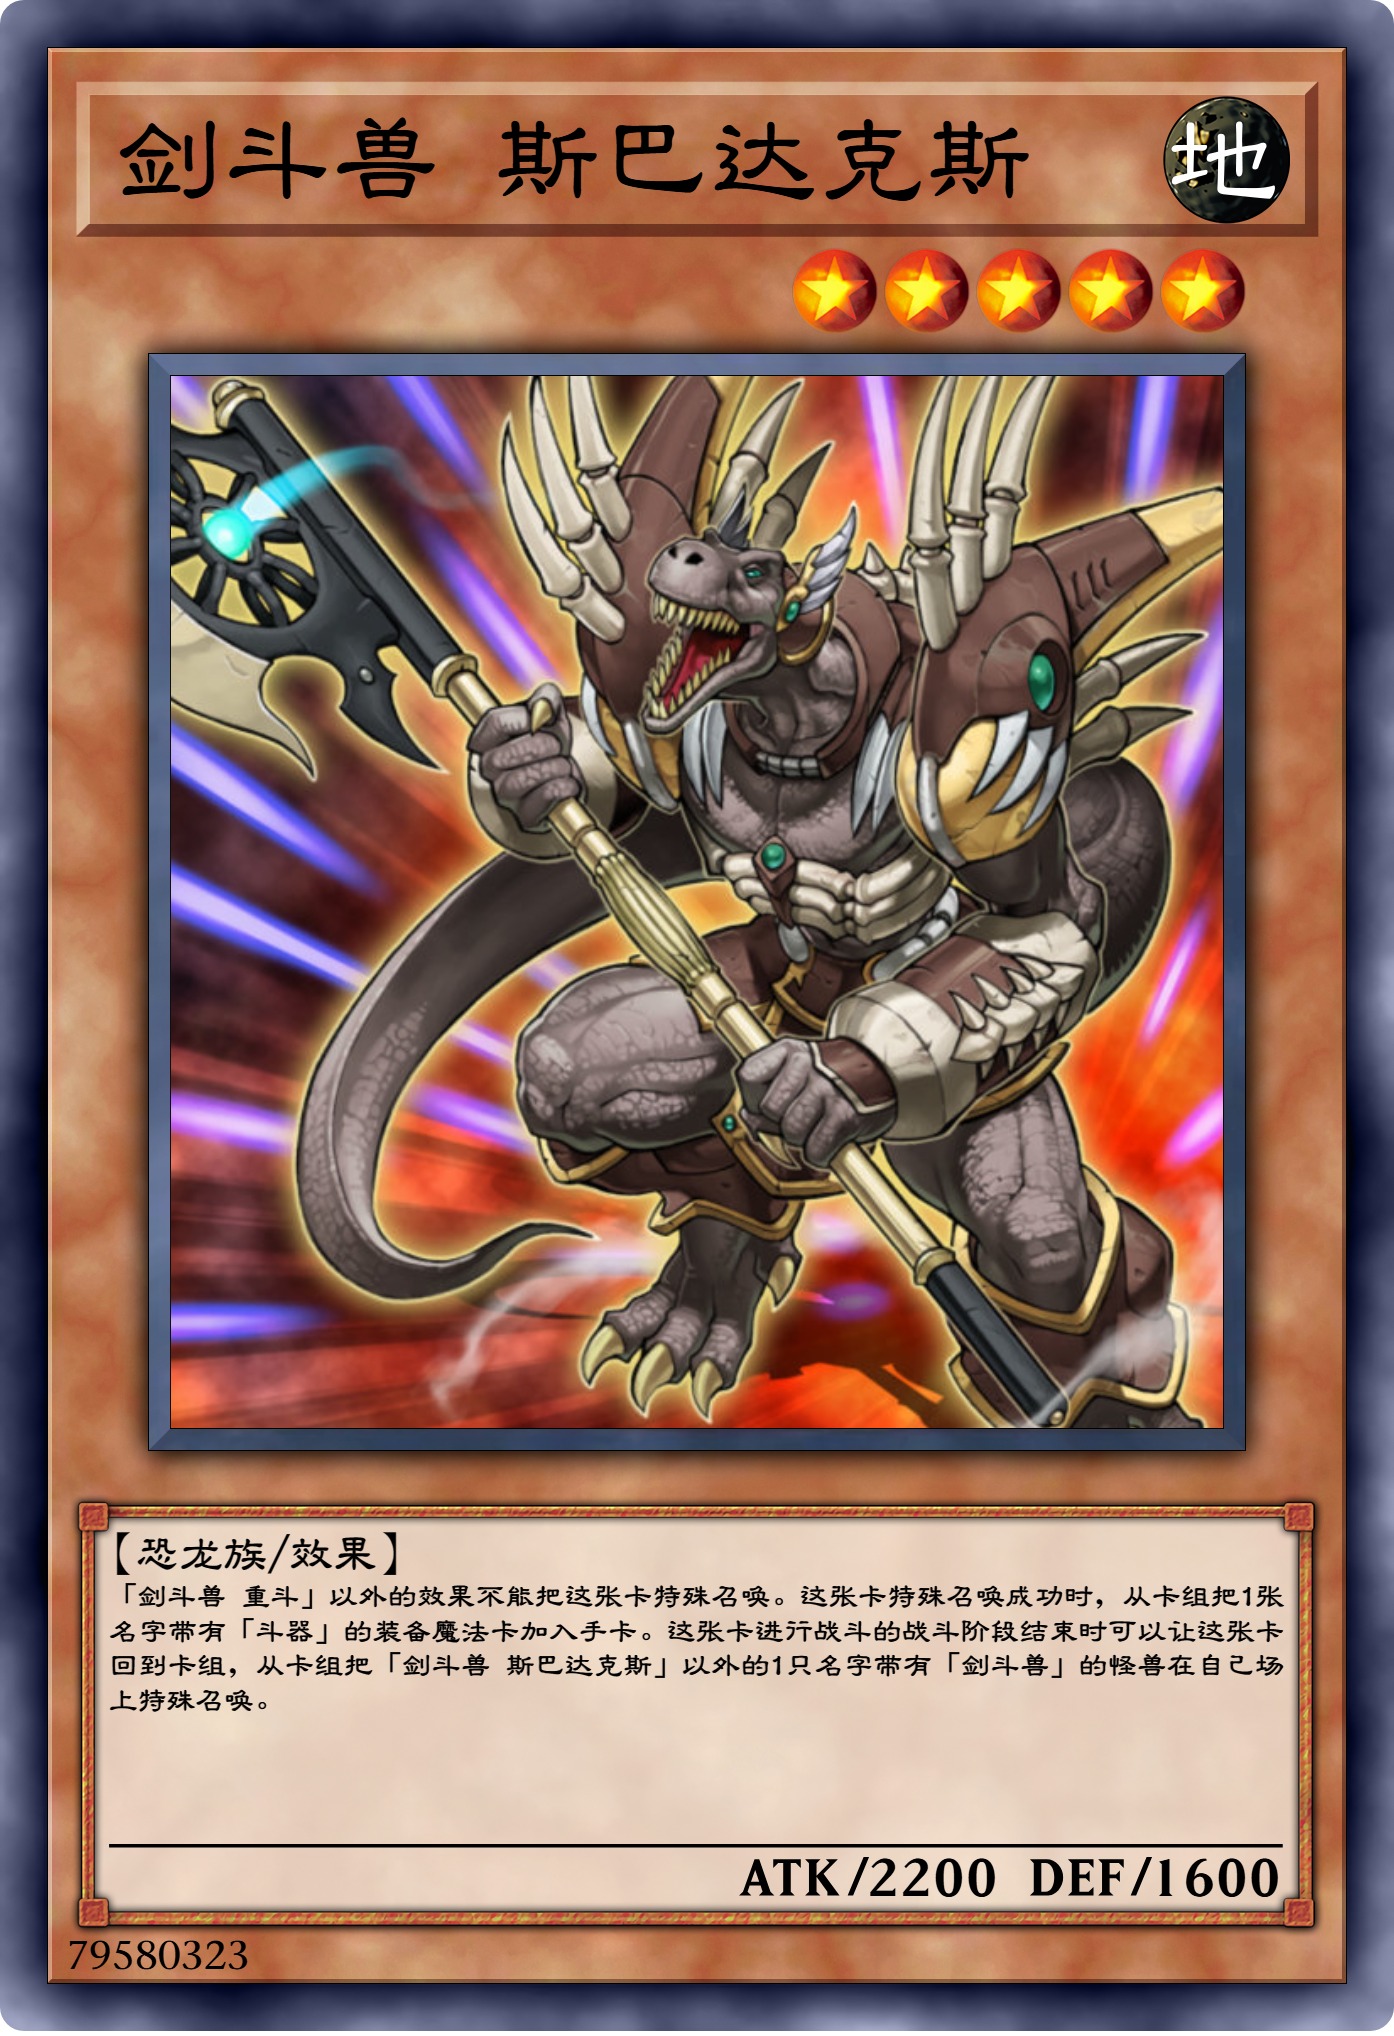 剑斗兽 斯巴达克斯
地
【恐龙族/效果】
「剑斗兽 重斗」以外的效果不能把这张卡特殊召唤。这张卡特殊召唤成功时，从卡组把1张
名字带有「斗器」的装备魔法卡加入手卡。这张卡进行战斗的战斗阶段结束时可以让这张卡
回到卡组，从卡组把「剑斗兽 斯巴达克斯」以外的1只名字带有「剑斗兽」的怪兽在自己场
上特殊召唤。
ATK/2200 DEF/1600
79580323